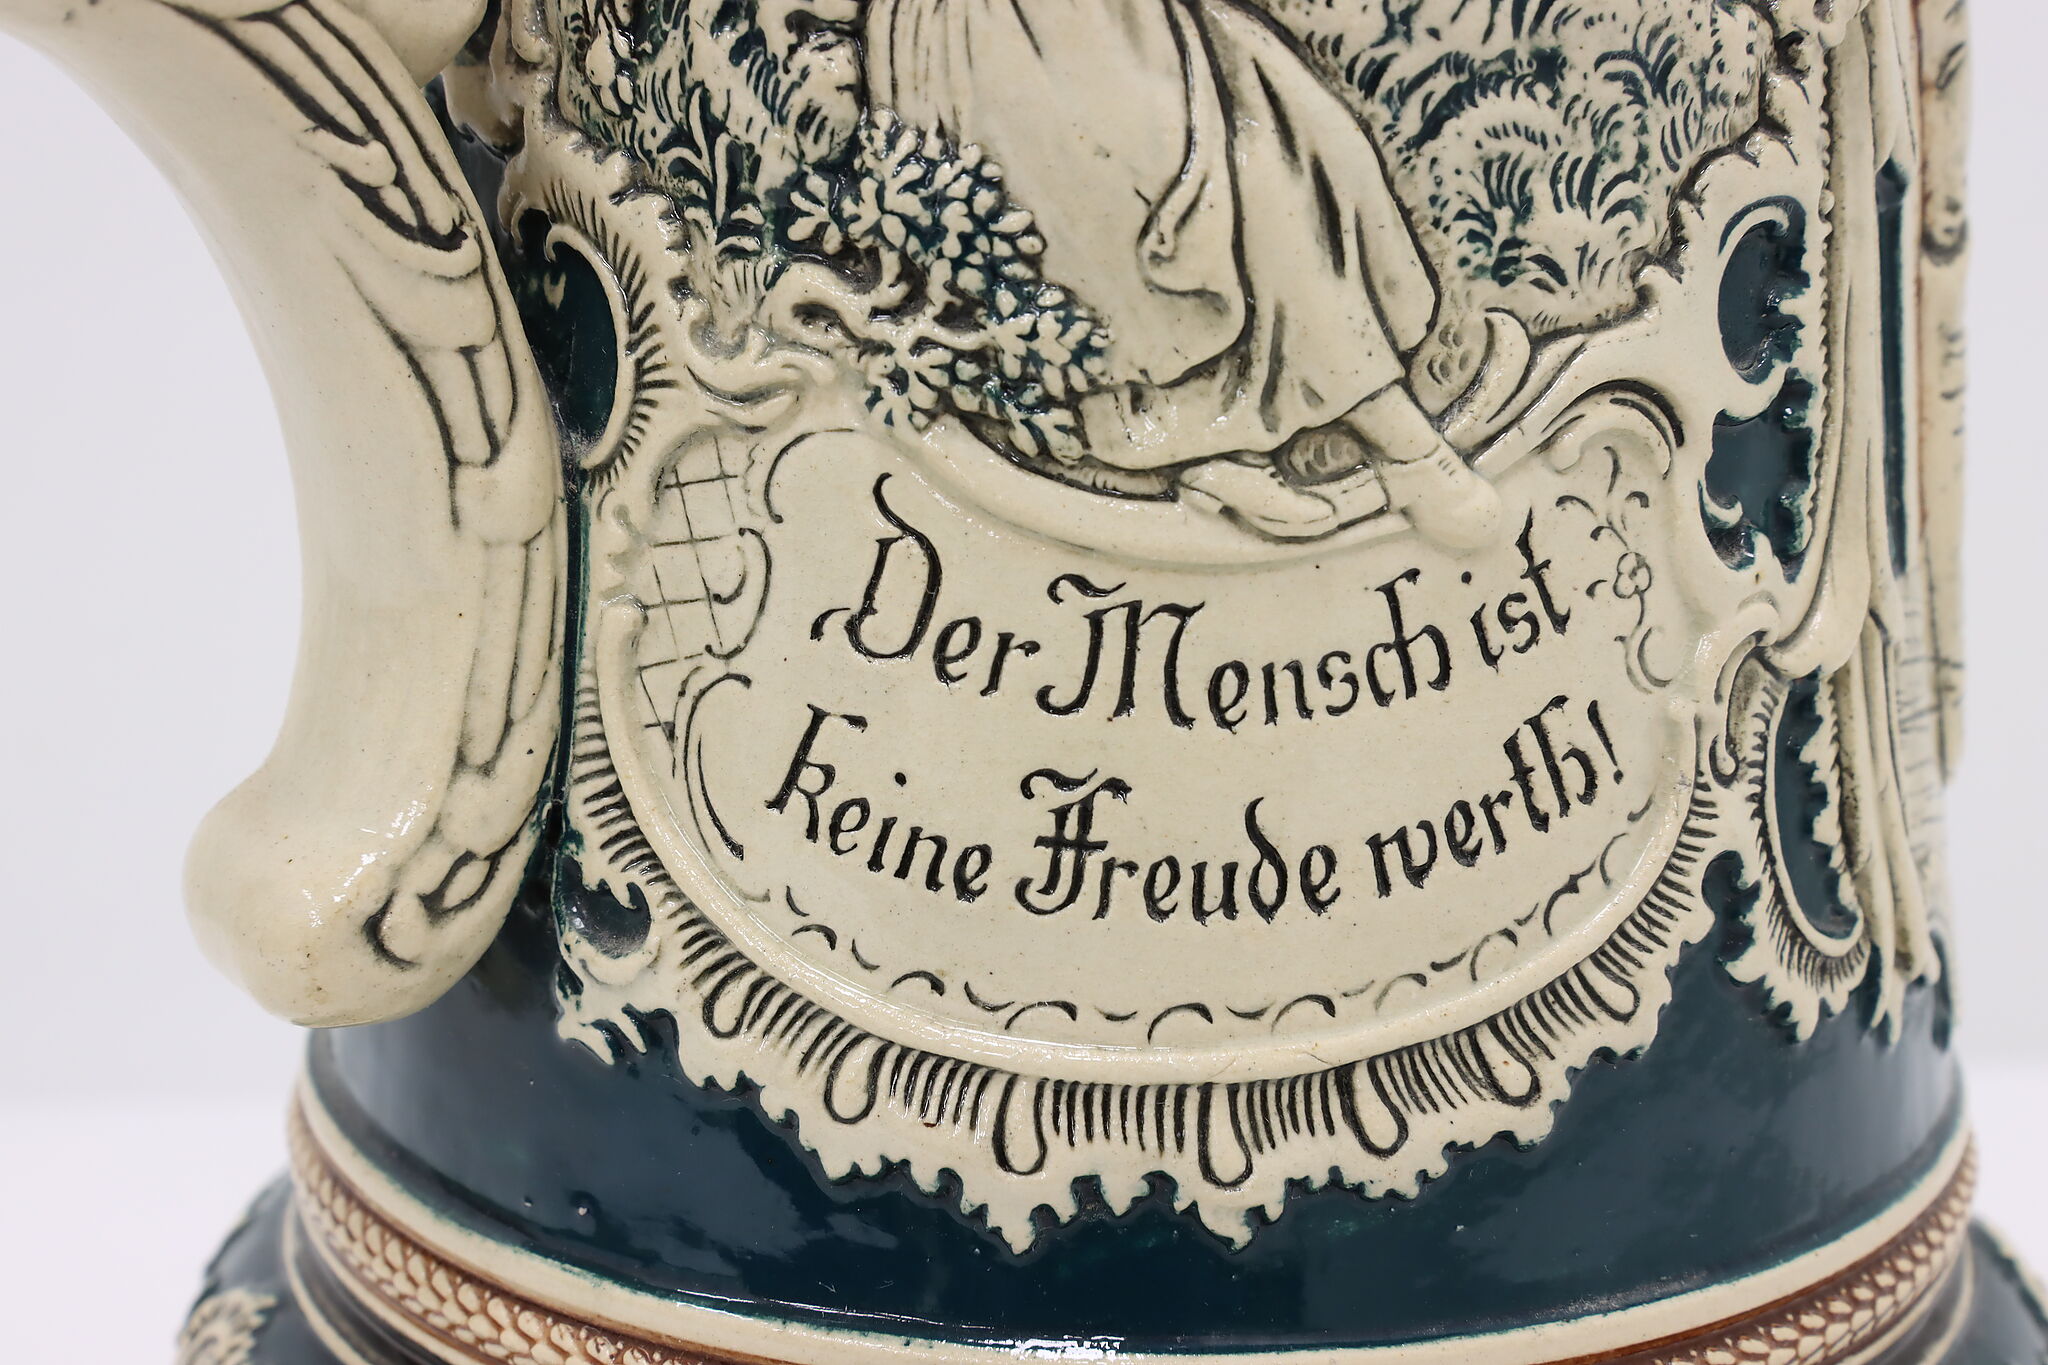 Der Mensch ist
keine Freude werth!